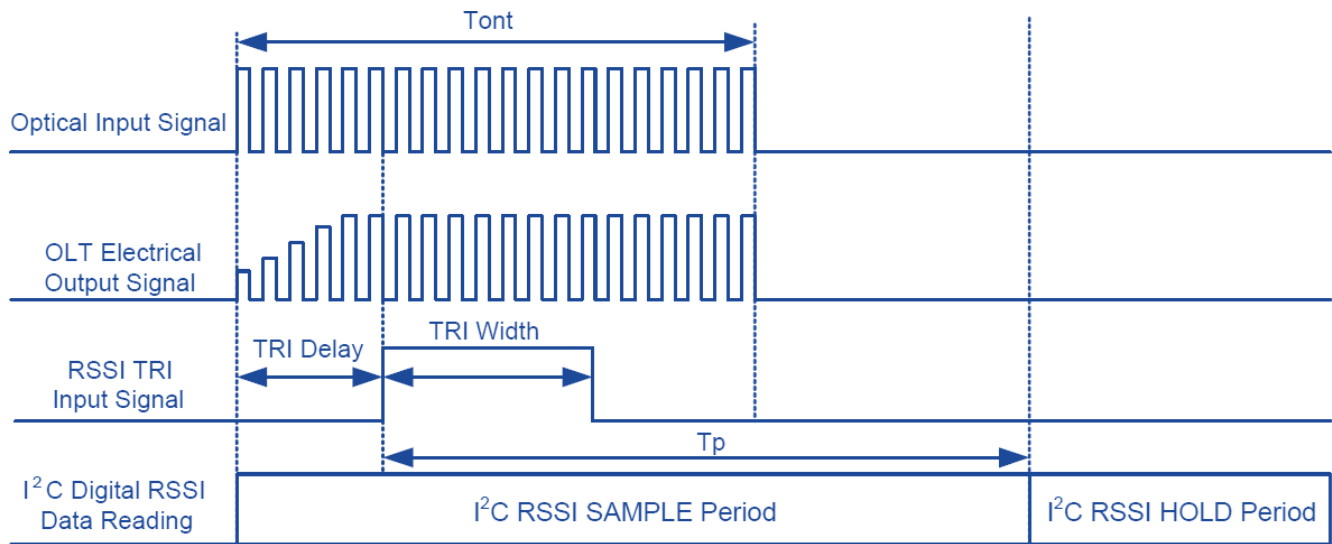 Tont
Optical Input Signal
OLT Electrical
Output Signal
TRI Delay
TRI Width
RSSI TRI
Input Signal
Tp
I²C Digital RSSI
Data Reading
I²C RSSI SAMPLE Period
I²C RSSI HOLD Period